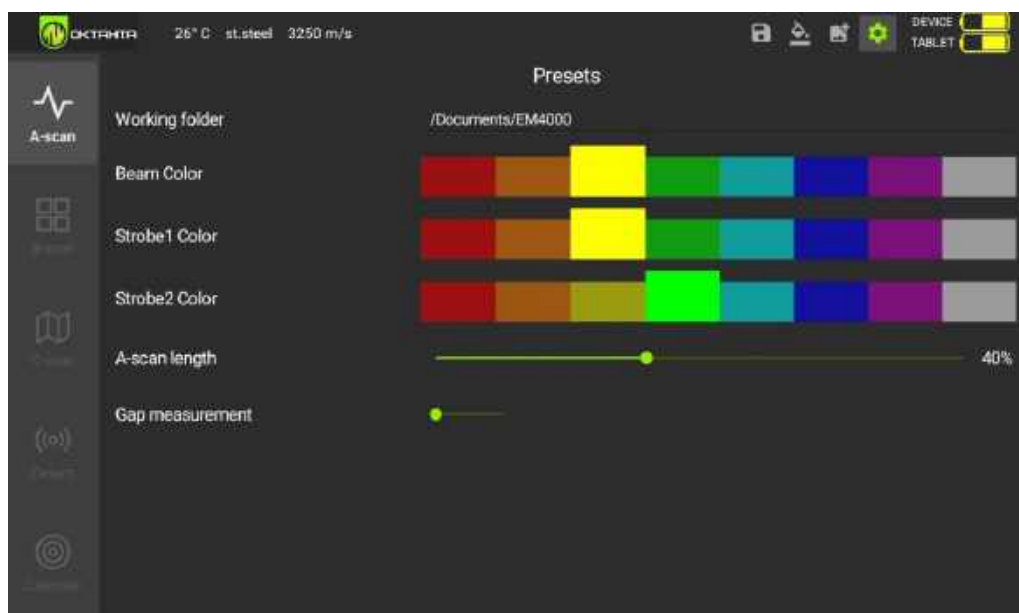 ОКТАНТА 26° C st.steel 3250 m/s DEVICE
TABLET
Presets
A-scan
Working folder /Documents/EM4000
Beam Color
Strobe1 Color
Strobe2 Color
A-scan length 40%
Gap measurement